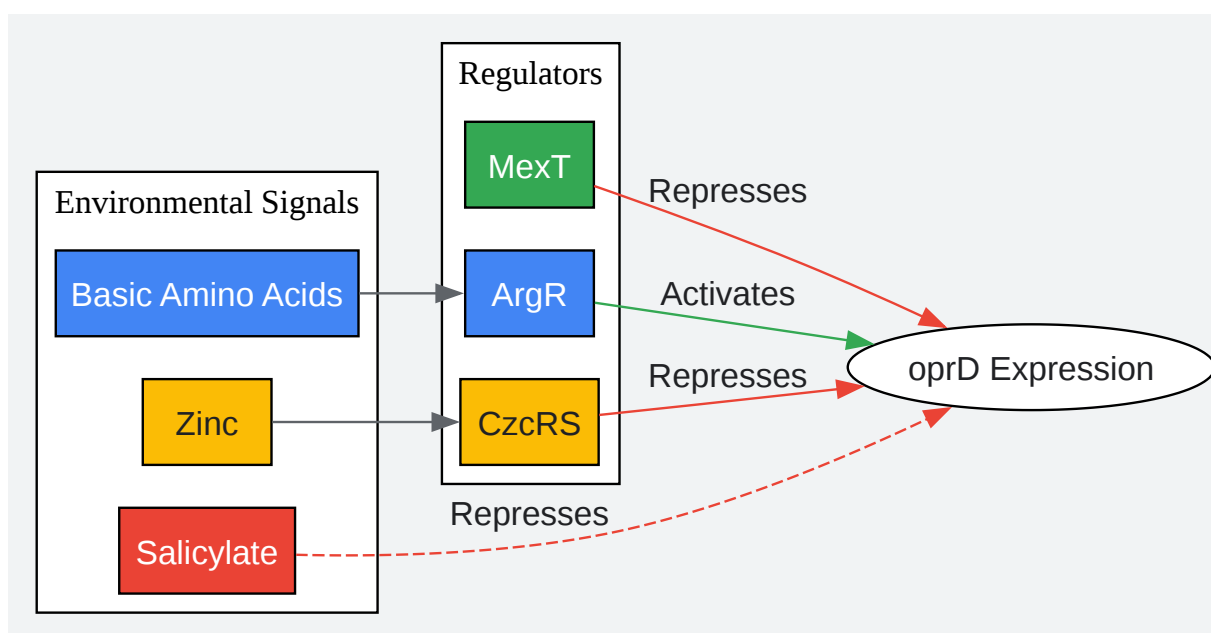 Regulators
MexT
Represses
Environmental Signals
Basic Amino Acids
ArgR
Activates
Represses
oprD Expression
Zinc
CzcRS
Represses
Salicylate